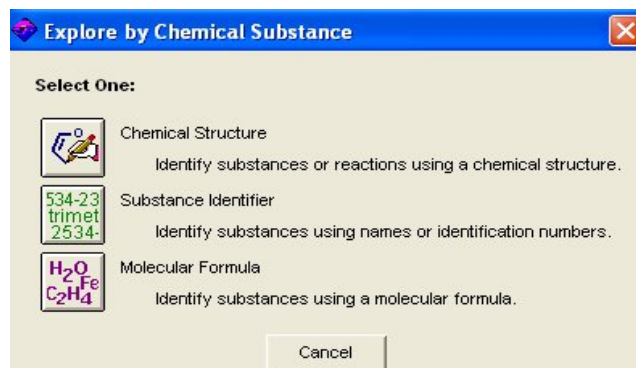 Explore by Chemical Substance
Select One:
Chemical Structure
Identify substances or reactions using a chemical structure.
534-23
trimet
2534-
Substance Identifier
Identify substances using names or identification numbers.
H₂O
Fe
C₂H₄
Molecular Formula
Identify substances using a molecular formula.
Cancel